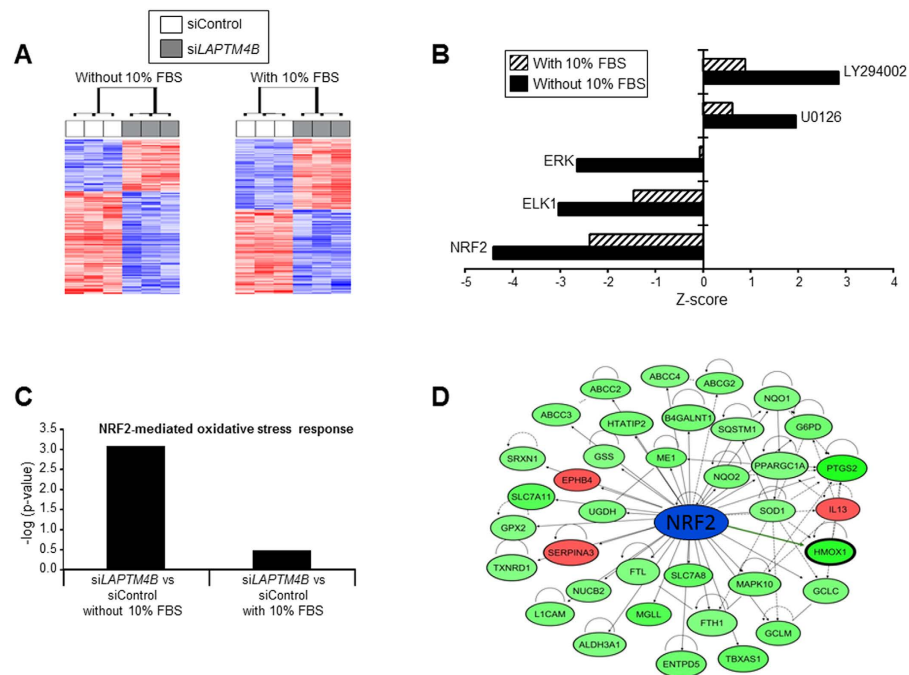 siControl
siLAPTM4B
A
Without 10% FBS
With 10% FBS
B
With 10% FBS
Without 10% FBS
LY294002
U0126
ERK
ELK1
NRF2
-5 -4 -3 -2 -1 0 1 2 3 4
Z-score
C
NRF2-mediated oxidative stress response
-log (p-value)
3.5
3.0
2.5
2.0
1.5
1.0
0.5
0.0
siLAPTM4B vs
siControl
without 10% FBS
siLAPTM4B vs
siControl
with 10% FBS
D
ABCC4
ABCG2
ABCC2
NQO1
ABCC3
HTATIP2
B4GALNT1
SQSTM1
G6PD
SRXN1
GSS
ME1
NQO2
PPARGC1A
PTGS2
EPHB4
SLC7A11
UGDH
NRF2
SOD1
IL13
GPX2
TXNRD1
SERPINA3
HMOX1
FTL
SLC7A8
MAPK10
GCLC
NUCB2
L1CAM
MGLL
FTH1
GCLM
ALDH3A1
ENTPD5
TBXAS1